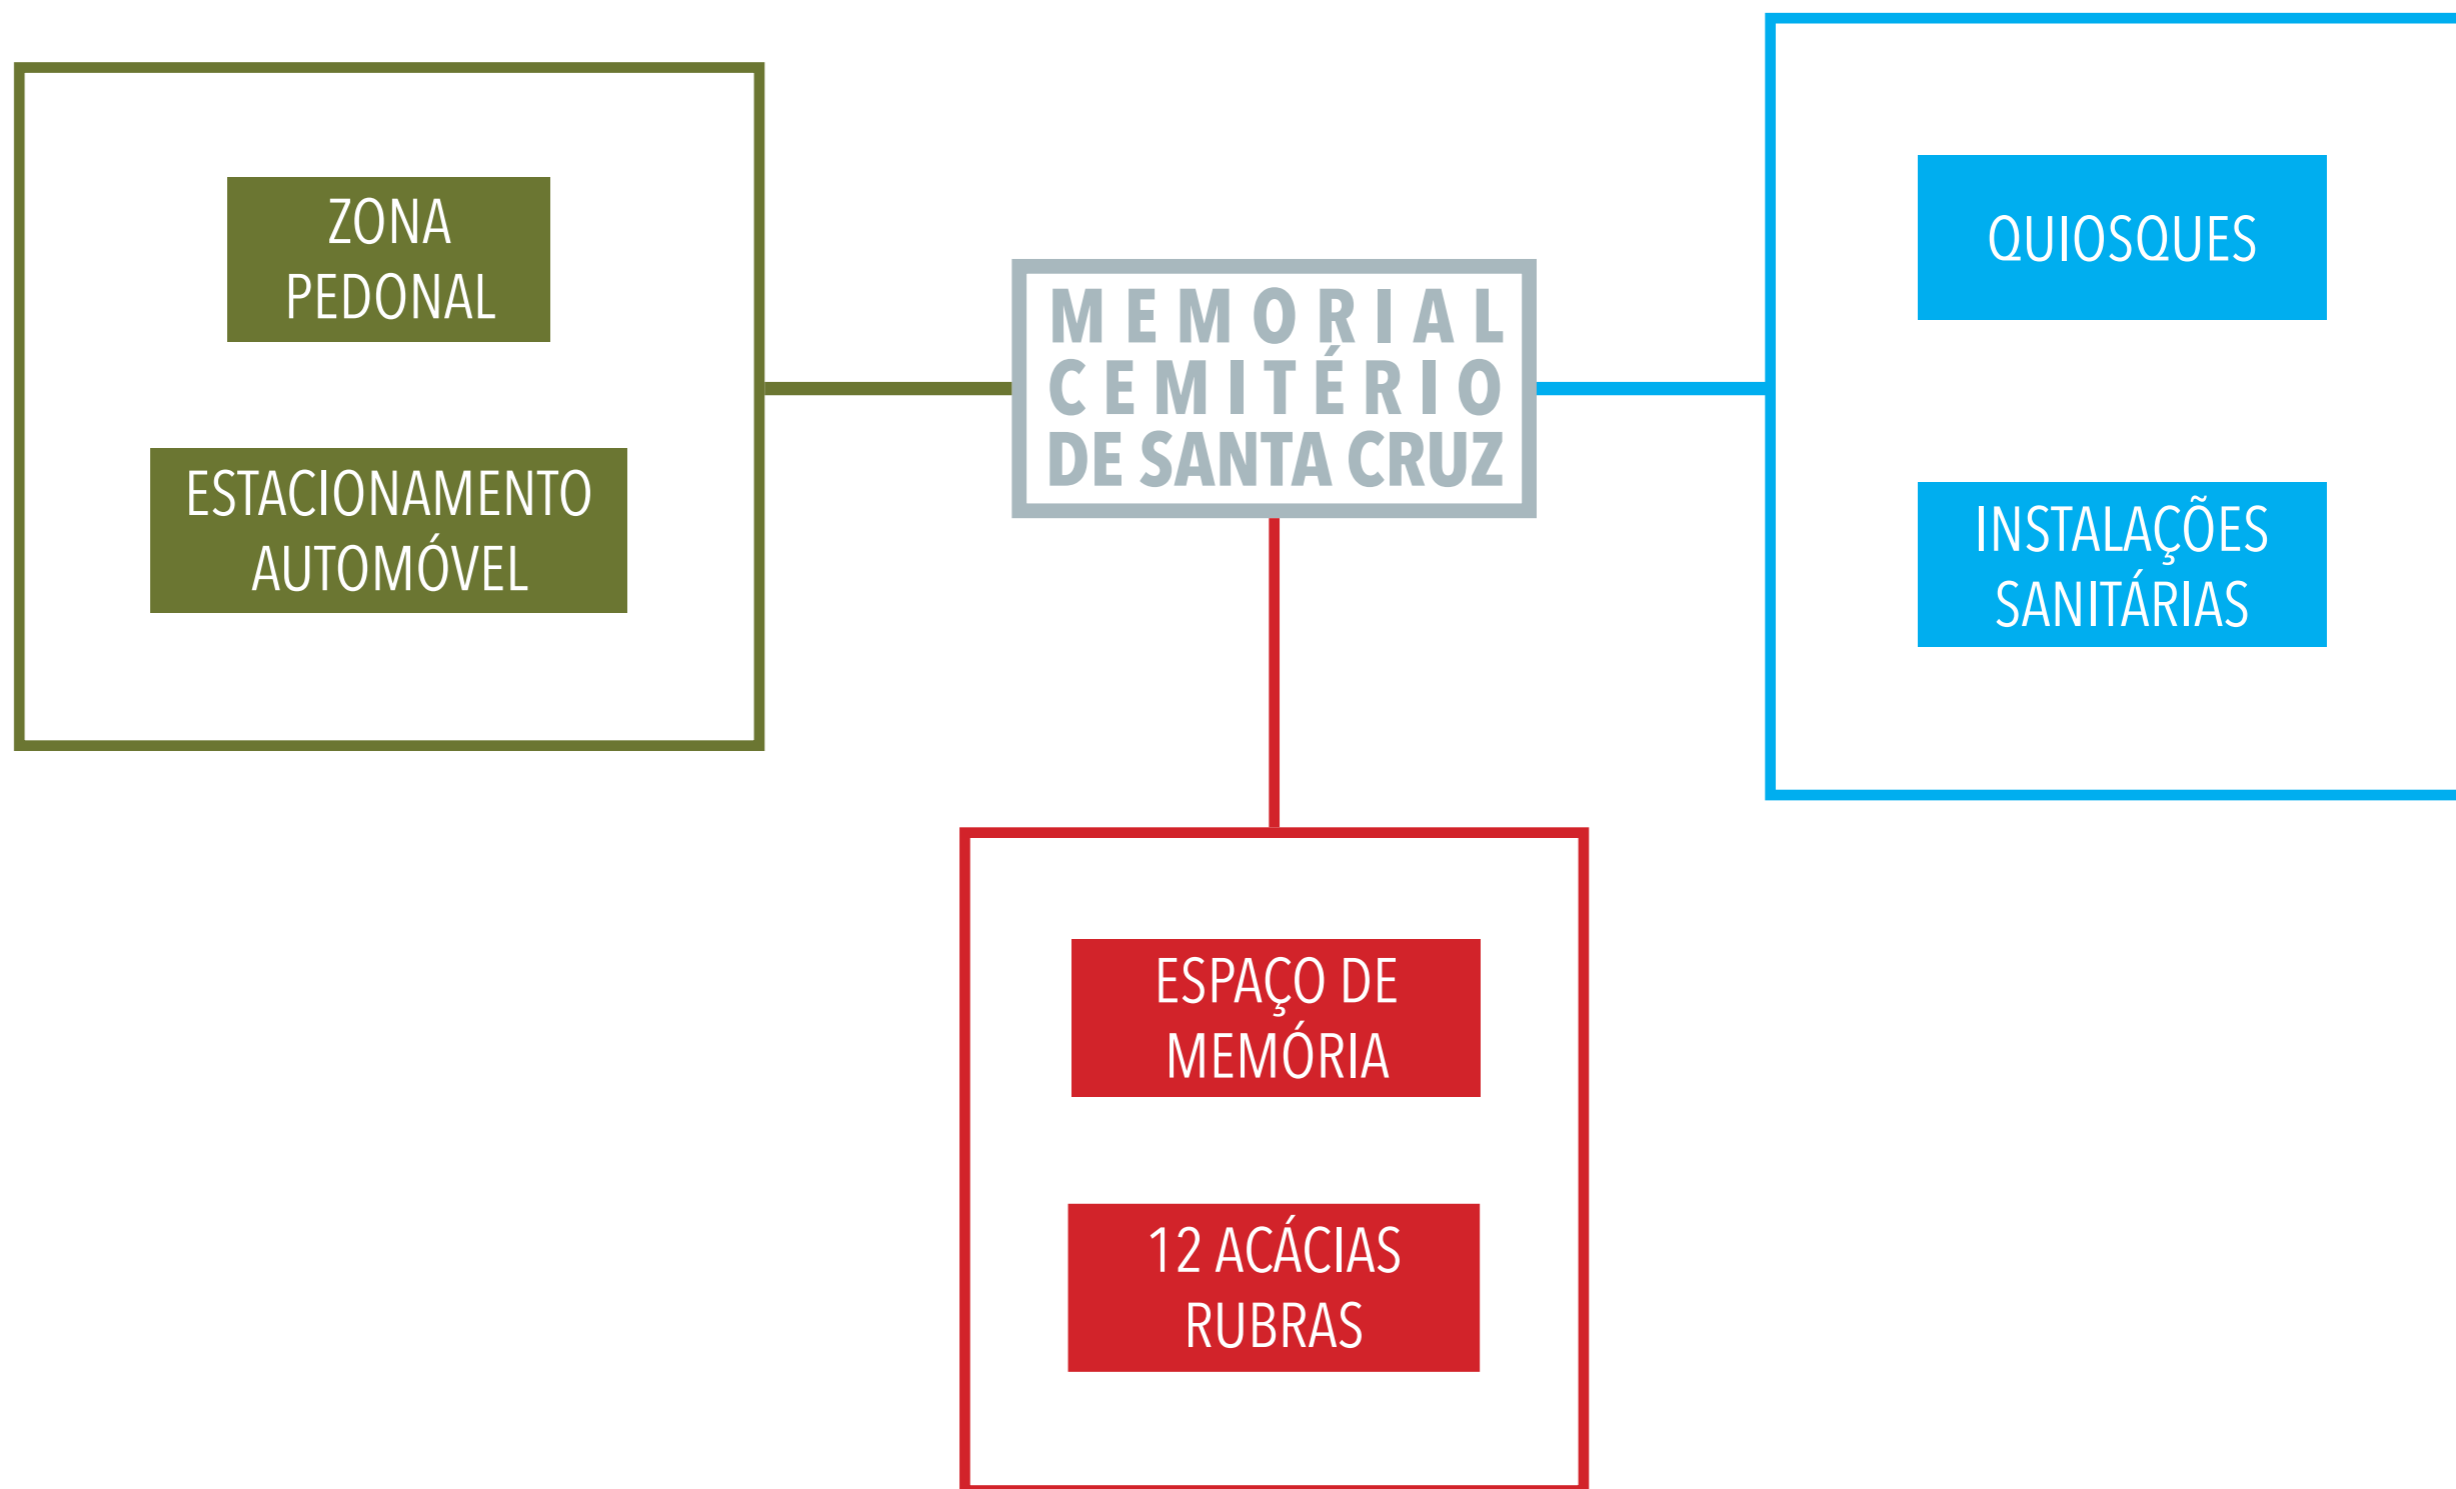 ZONA
PEDONAL
ESTACIONAMENTO
AUTOMÓVEL
MEMORIAL
CEMITÉRIO
DE SANTA CRUZ
QUIOSQUES
INSTALAÇÕES
SANITÁRIAS
ESPAÇO DE
MEMÓRIA
12 ACÁCIAS
RUBRAS